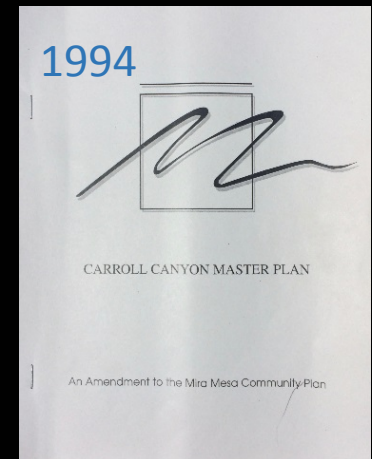 1994
CARROLL CANYON MASTER PLAN
An Amendment to the Mira Mesa Community Plan